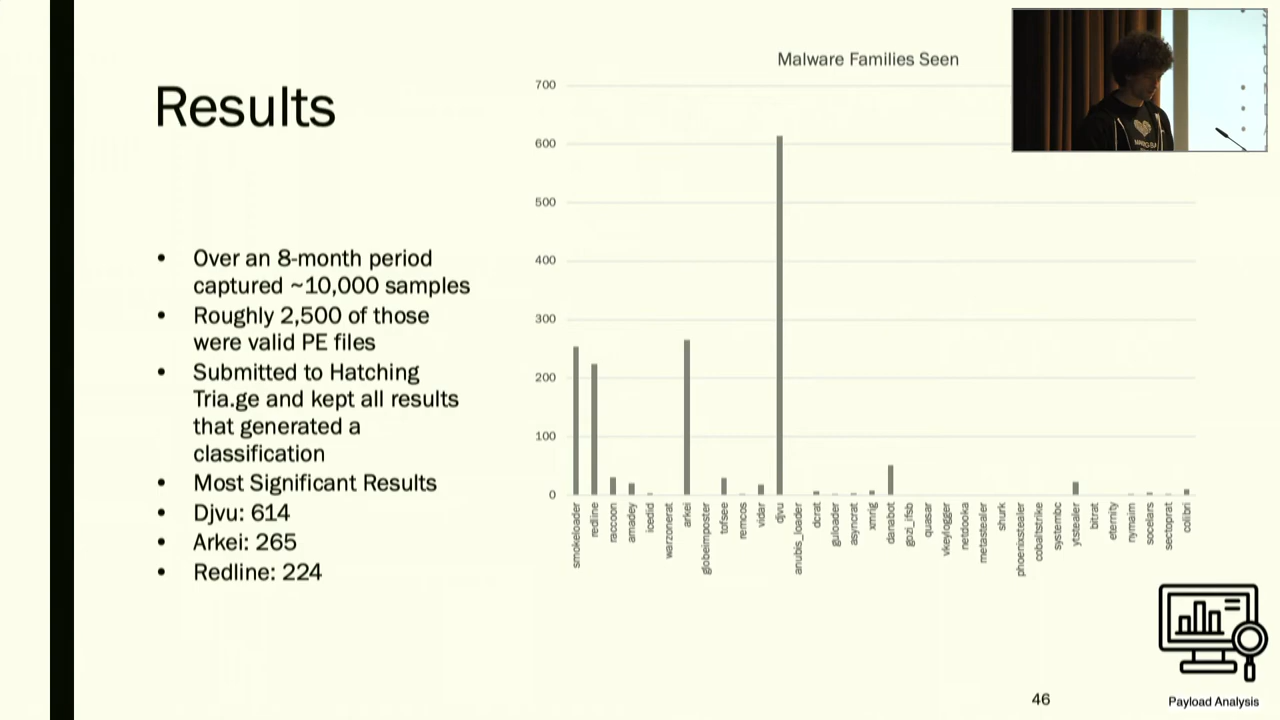 Results
Over an 8-month period
captured ~10,000 samples
Roughly 2,500 of those
were valid PE files
Submitted to Hatching
Tria.ge and kept all results
that generated a
classification
Most Significant Results
Djvu: 614
Arkei: 265
Redline: 224
Malware Families Seen
700
600
500
400
300
200
100
0
smokeloader
redline
raccoon
amadey
icedid
warzonerat
arkei
globeimposter
tofsee
remcos
vidar
djvu
anubis_loader
dcrat
guloader
asyncrat
xmrig
danabot
gozi_ifsb
quasar
vkeylogger
netdooka
metastealer
shurk
phoenixstealer
cobaltstrike
systembc
ytstealer
bitrat
eternity
nymaim
socelars
sectoprat
colibri
46
Payload Analysis